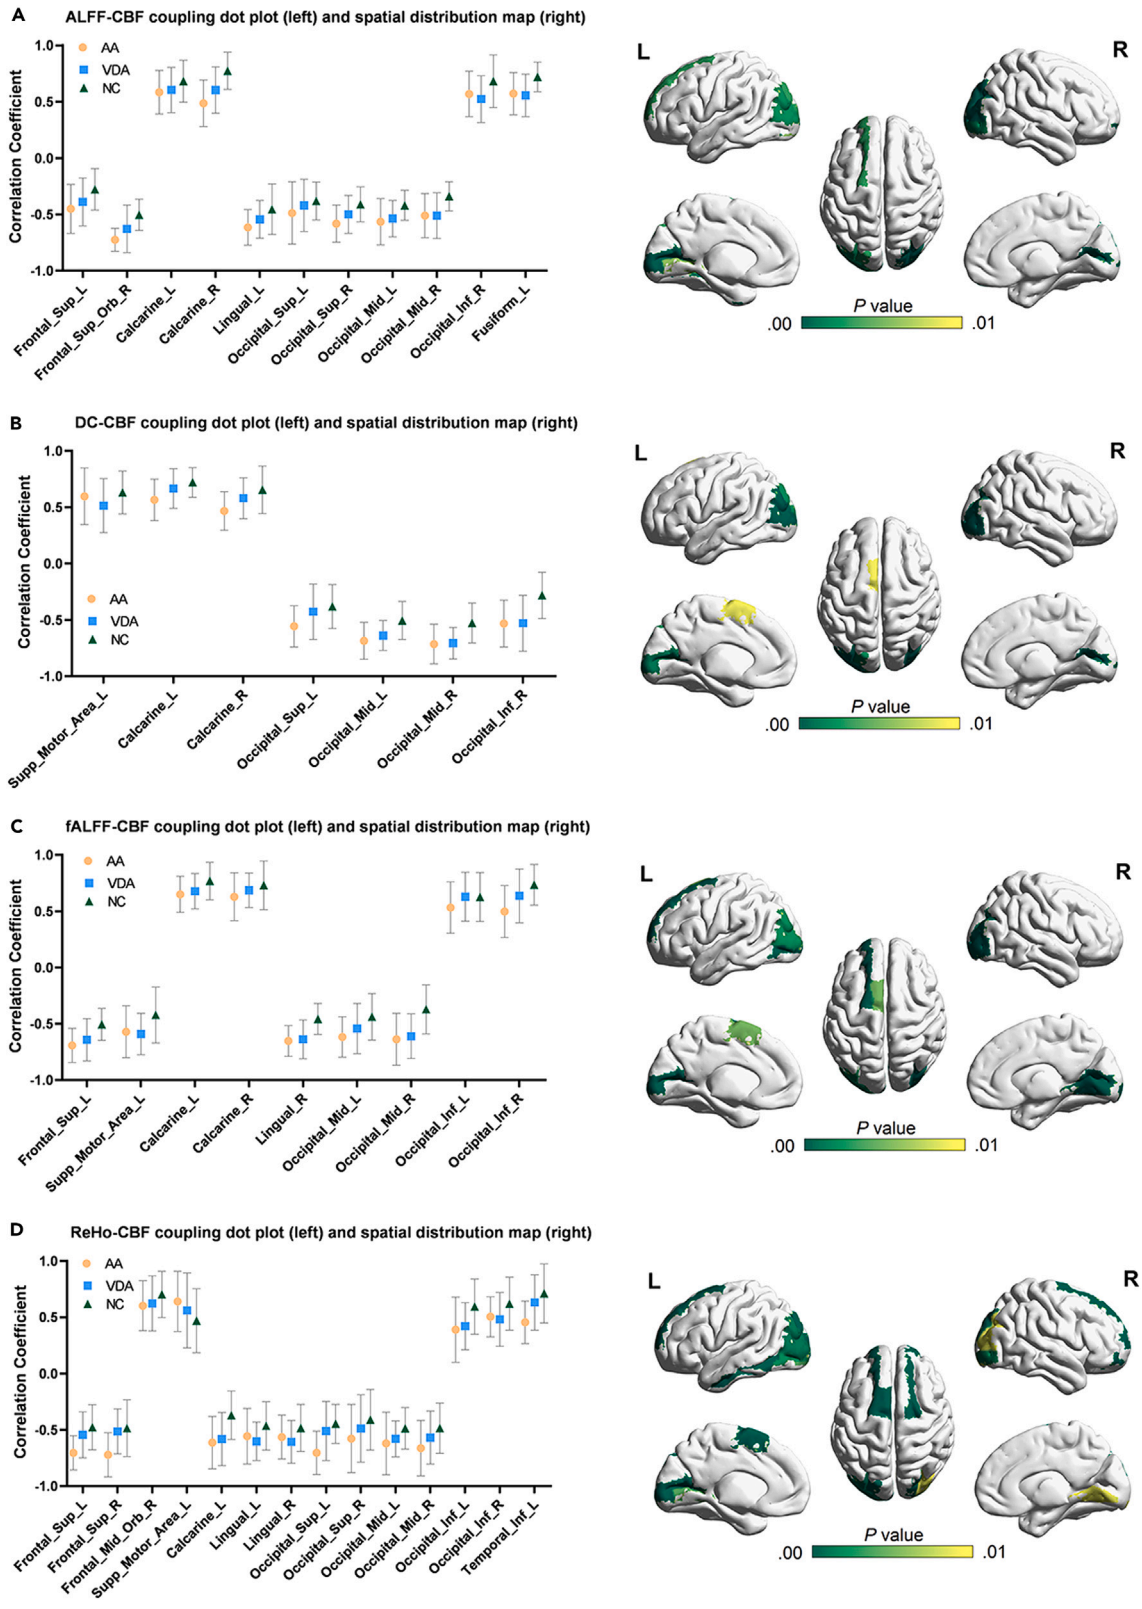 A
ALFF-CBF coupling dot plot (left) and spatial distribution map (right)
Correlation Coefficient
1.0
0.5
0.0
-0.5
-1.0
AA
VDA
NC
Frontal_Sup_L
Frontal_Sup_Orb_R
Calcarine_L
Calcarine_R
Lingual_L
Occipital_Sup_L
Occipital_Sup_R
Occipital_Mid_L
Occipital_Mid_R
Occipital_Inf_R
Fusiform_L
L
R
P value
.00
.01
B
DC-CBF coupling dot plot (left) and spatial distribution map (right)
Correlation Coefficient
1.0
0.5
0.0
-0.5
-1.0
AA
VDA
NC
Supp_Motor_Area_L
Calcarine_L
Calcarine_R
Occipital_Sup_L
Occipital_Mid_L
Occipital_Mid_R
Occipital_Inf_R
L
R
P value
.00
.01
C
fALFF-CBF coupling dot plot (left) and spatial distribution map (right)
Correlation Coefficient
1.0
0.5
0.0
-0.5
-1.0
AA
VDA
NC
Frontal_Sup_L
Supp_Motor_Area_L
Calcarine_L
Calcarine_R
Lingual_R
Occipital_Mid_L
Occipital_Mid_R
Occipital_Inf_L
Occipital_Inf_R
L
R
P value
.00
.01
D
ReHo-CBF coupling dot plot (left) and spatial distribution map (right)
Correlation Coefficient
1.0
0.5
0.0
-0.5
-1.0
AA
VDA
NC
Frontal_Sup_L
Frontal_Sup_R
Frontal_Mid_Orb_R
Supp_Motor_Area_L
Calcarine_L
Lingual_L
Lingual_R
Occipital_Sup_L
Occipital_Sup_R
Occipital_Mid_L
Occipital_Mid_R
Occipital_Inf_L
Occipital_Inf_R
Temporal_Inf_L
L
R
P value
.00
.01